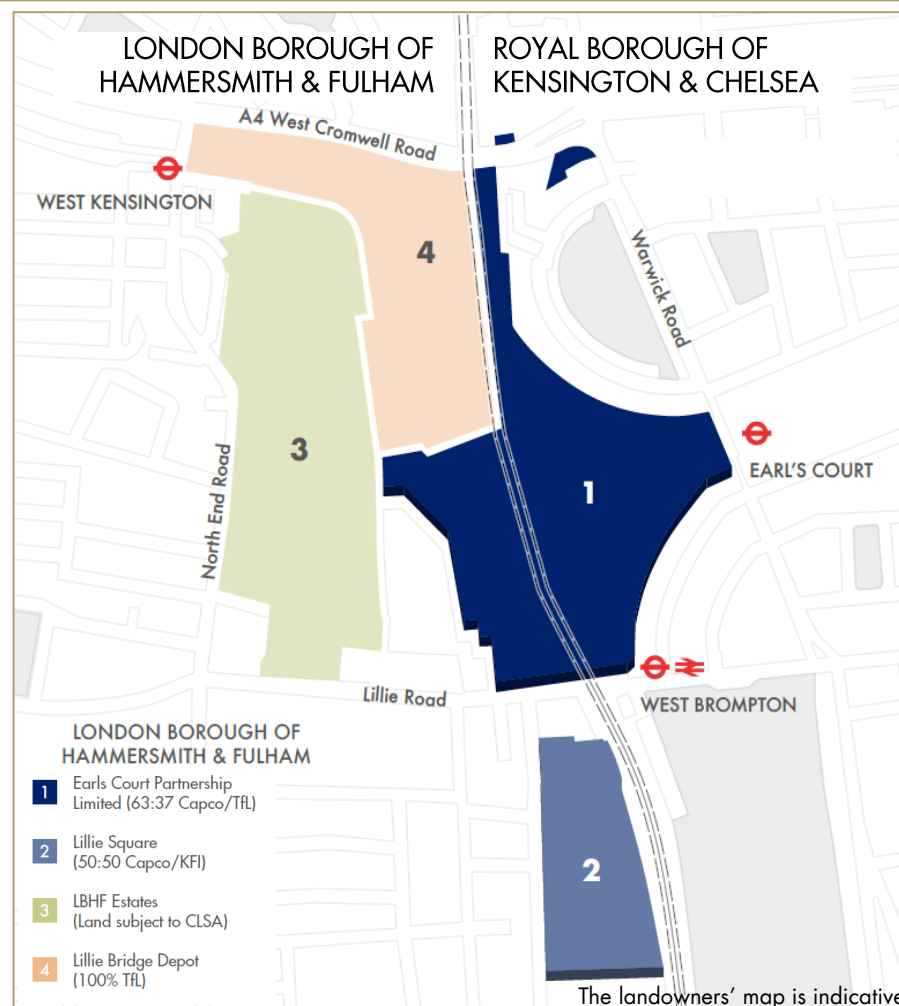 LONDON BOROUGH OF
HAMMERSMITH & FULHAM
ROYAL BOROUGH OF
KENSINGTON & CHELSEA
A4 West Cromwell Road
WEST KENSINGTON
4
Warwick Road
3
North End Road
1
EARL'S COURT
Lillie Road
WEST BROMPTON
2
LONDON BOROUGH OF
HAMMERSMITH & FULHAM
1 Earls Court Partnership
Limited (63:37 Capco/TfL)
2 Lillie Square
(50:50 Capco/KFI)
3 LBHF Estates
(Land subject to CLSA)
4 Lillie Bridge Depot
(100% TfL)
The landowners' map is indicative